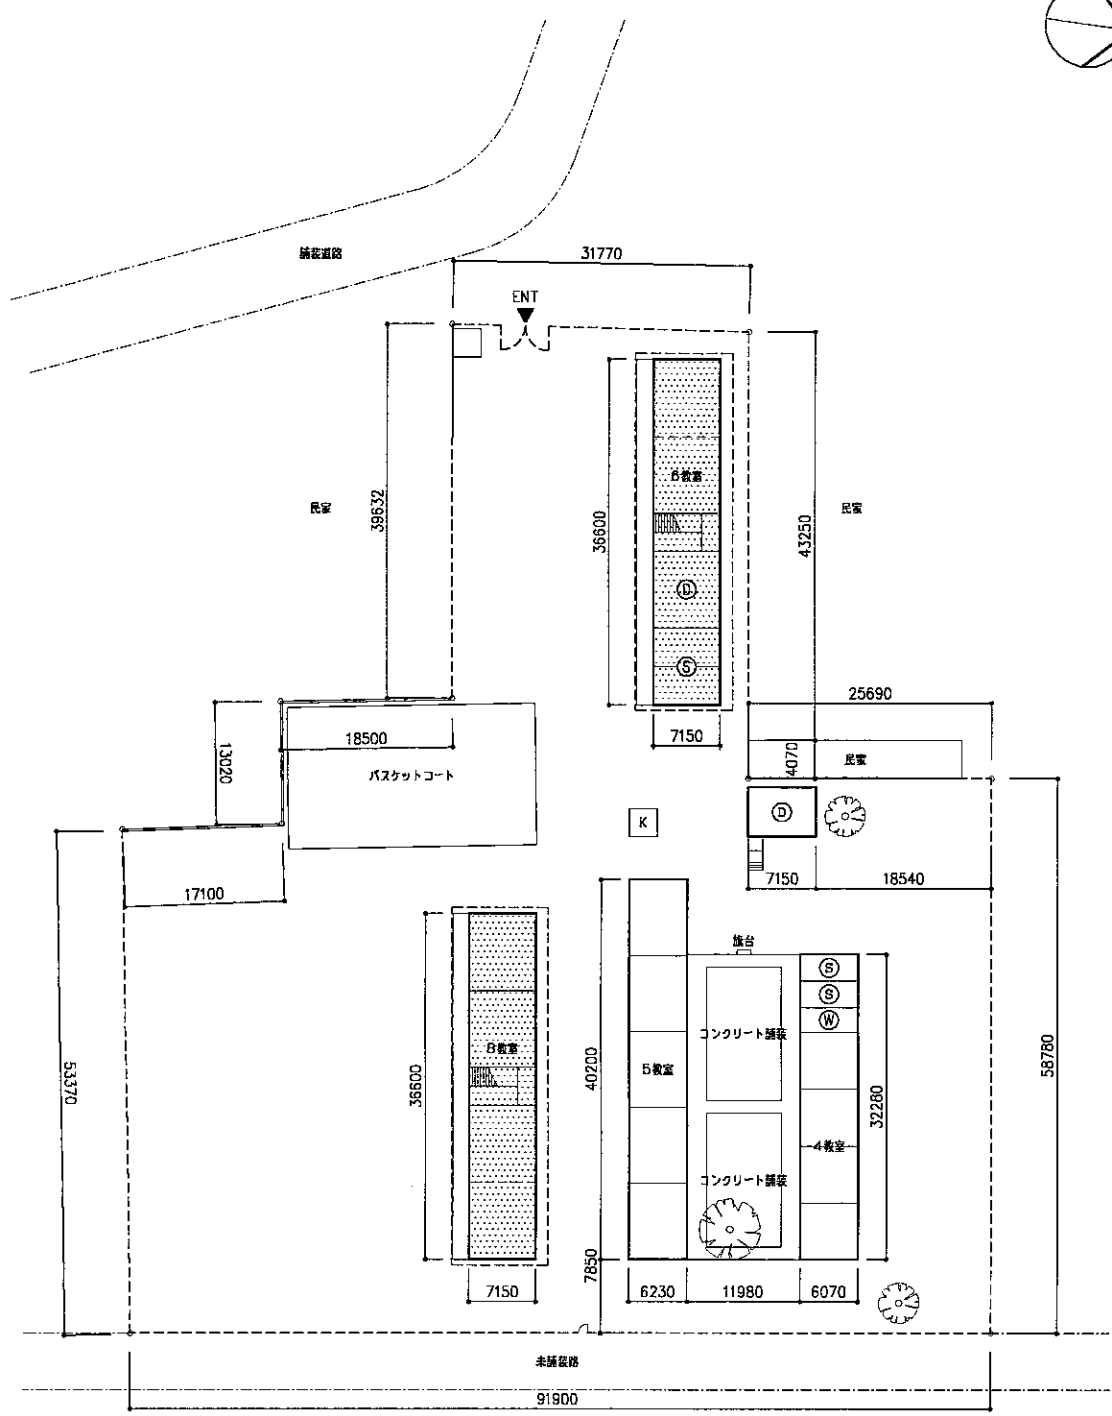 舗装道路
31770
ENT
39632
民家
36600
6教室
D
S
43250
民家
7150
25690
13020
18500
バスケットコート
4070
民家
K
D
17100
7150
18540
旗台
53370
36600
8教室
40200
5教室
コンクリート舗装
コンクリート舗装
S
S
W
4教室
32280
58780
7850
7150
6230
11980
6070
未舗装路
91900